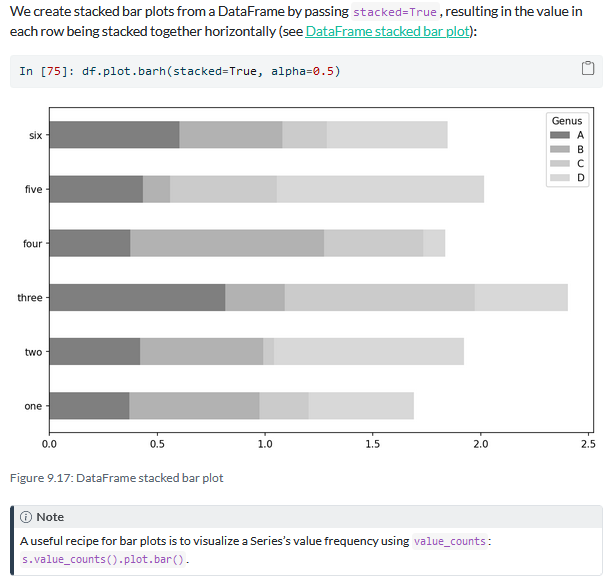 We create stacked bar plots from a DataFrame by passing stacked=True, resulting in the value in
each row being stacked together horizontally (see DataFrame stacked bar plot):
In [75]: df.plot.barh(stacked=True, alpha=0.5)
Genus
A
B
C
D
six
five
four
three
two
one
0.0 0.5 1.0 1.5 2.0 2.5
Figure 9.17: DataFrame stacked bar plot
Note
A useful recipe for bar plots is to visualize a Series’s value frequency using value_counts:
s.value_counts().plot.bar().